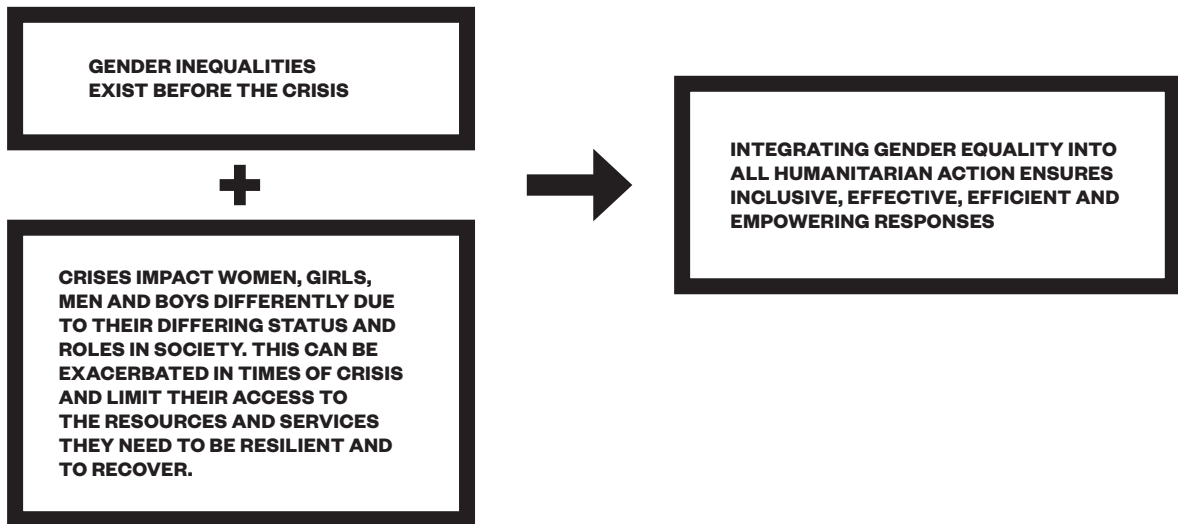 GENDER INEQUALITIES
EXIST BEFORE THE CRISIS
+
CRISES IMPACT WOMEN, GIRLS,
MEN AND BOYS DIFFERENTLY DUE
TO THEIR DIFFERING STATUS AND
ROLES IN SOCIETY. THIS CAN BE
EXACERBATED IN TIMES OF CRISIS
AND LIMIT THEIR ACCESS TO
THE RESOURCES AND SERVICES
THEY NEED TO BE RESILIENT AND
TO RECOVER.
INTEGRATING GENDER EQUALITY INTO
ALL HUMANITARIAN ACTION ENSURES
INCLUSIVE, EFFECTIVE, EFFICIENT AND
EMPOWERING RESPONSES